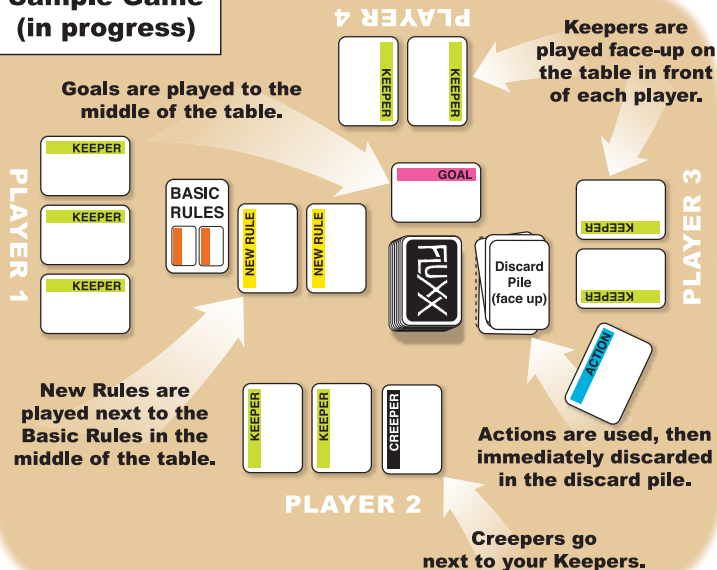 Sample Game
(in progress)
PLAYER 4
KEEPER
KEEPER
Keepers are
played face-up on
the table in front
of each player.
Goals are played to the
middle of the table.
PLAYER 1
KEEPER
KEEPER
KEEPER
BASIC
RULES
NEW RULE
NEW RULE
GOAL
FLUXX
Discard
Pile
(face up)
KEEPER
KEEPER
PLAYER 3
ACTION
New Rules are
played next to the
Basic Rules in the
middle of the table.
KEEPER
KEEPER
CREEPER
PLAYER 2
Actions are used, then
immediately discarded
in the discard pile.
Creepers go
next to your Keepers.